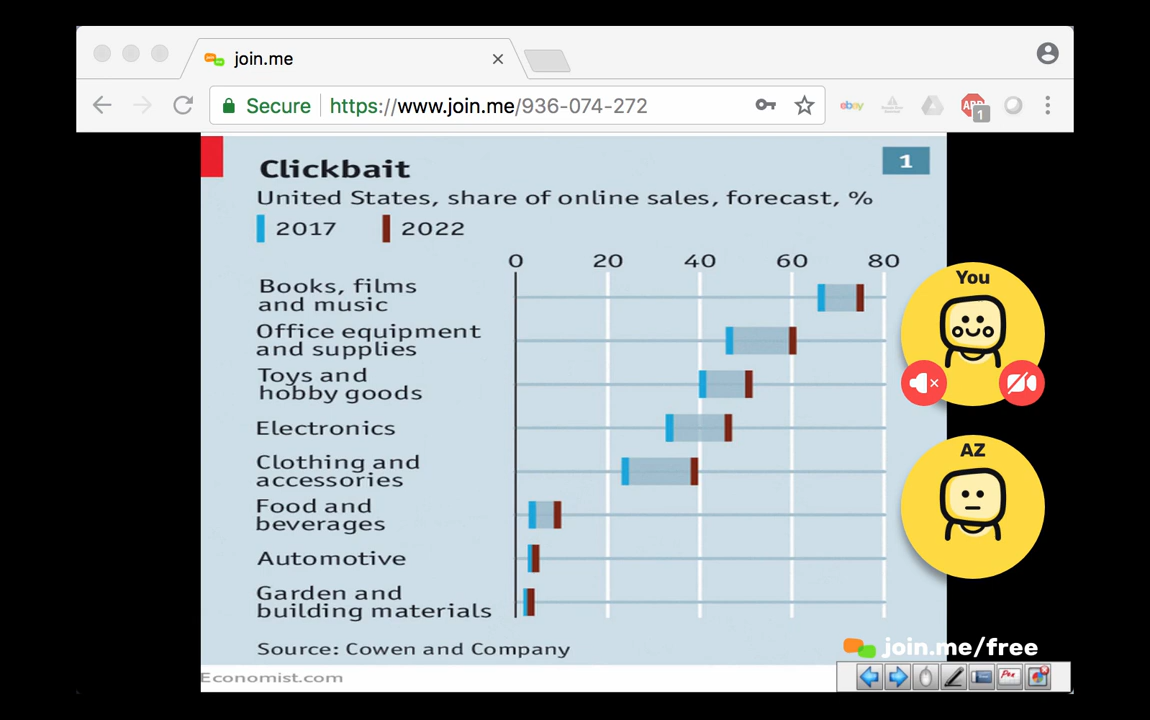 join.me
Secure https://www.join.me/936-074-272
ebay
ABP
1
Clickbait
1
United States, share of online sales, forecast, %
2017 2022
0 20 40 60 80
Books, films
and music
Office equipment
and supplies
Toys and
hobby goods
Electronics
Clothing and
accessories
Food and
beverages
Automotive
Garden and
building materials
Source: Cowen and Company
Economist.com
You
AZ
join.me/free
Pen